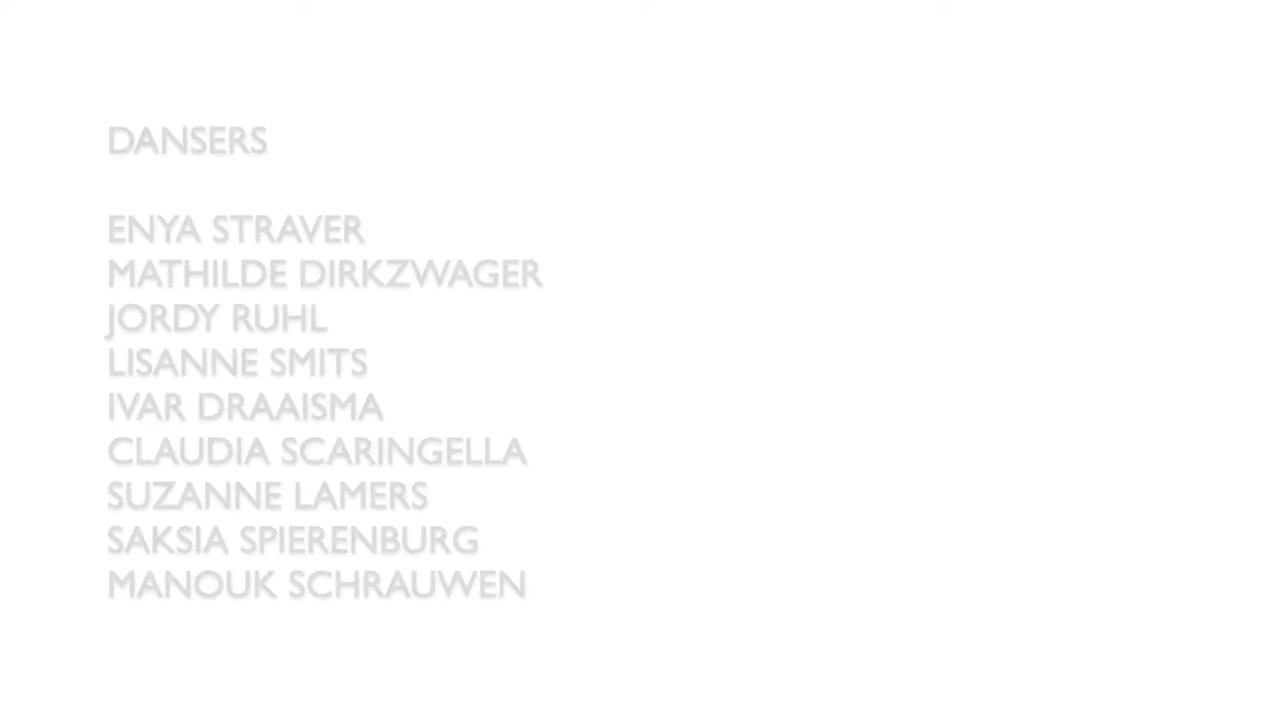 DANSERS
ENYA STRAVER
MATHILDE DIRKZWAGER
JORDY RUHL
LISANNE SMITS
IVAR DRAAISMA
CLAUDIA SCARINGELLA
SUZANNE LAMERS
SAKSIA SPIERENBURG
MANOUK SCHRAUWEN